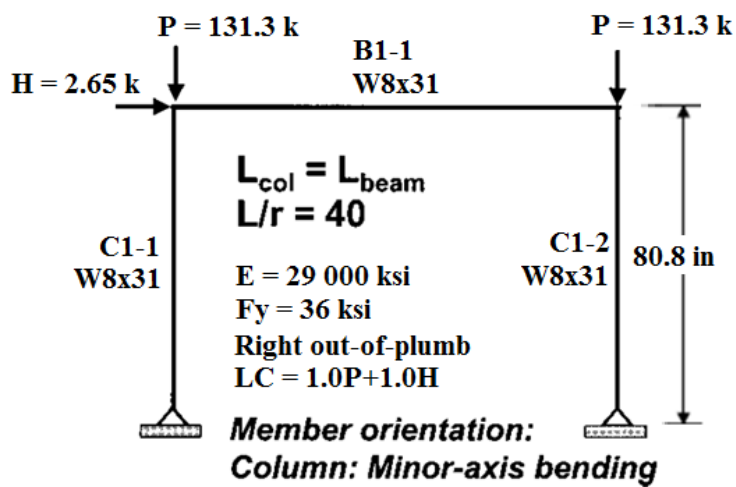 P = 131.3 k
P = 131.3 k
B1-1
W8x31
H = 2.65 k
Lcol = Lbeam
L/r = 40
C1-1
W8x31
C1-2
W8x31
80.8 in
E = 29 000 ksi
Fy = 36 ksi
Right out-of-plumb
LC = 1.0P+1.0H
Member orientation:
Column: Minor-axis bending